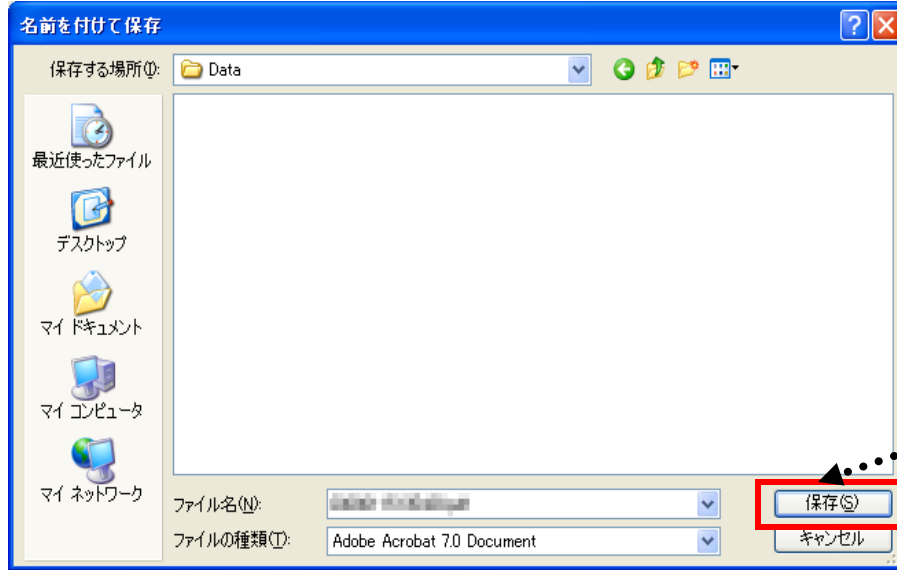 名前を付けて保存
保存する場所(I):
Data
最近使ったファイル
デスクトップ
マイ ドキュメント
マイ コンピュータ
マイ ネットワーク
ファイル名(N):
保存(S)
ファイルの種類(T):
Adobe Acrobat 7.0 Document
キャンセル